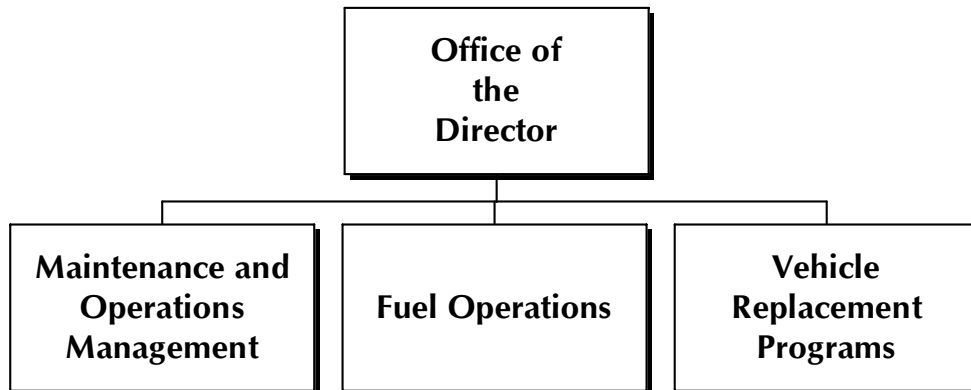 Office of
the
Director
Maintenance and
Operations
Management
Fuel Operations
Vehicle
Replacement
Programs